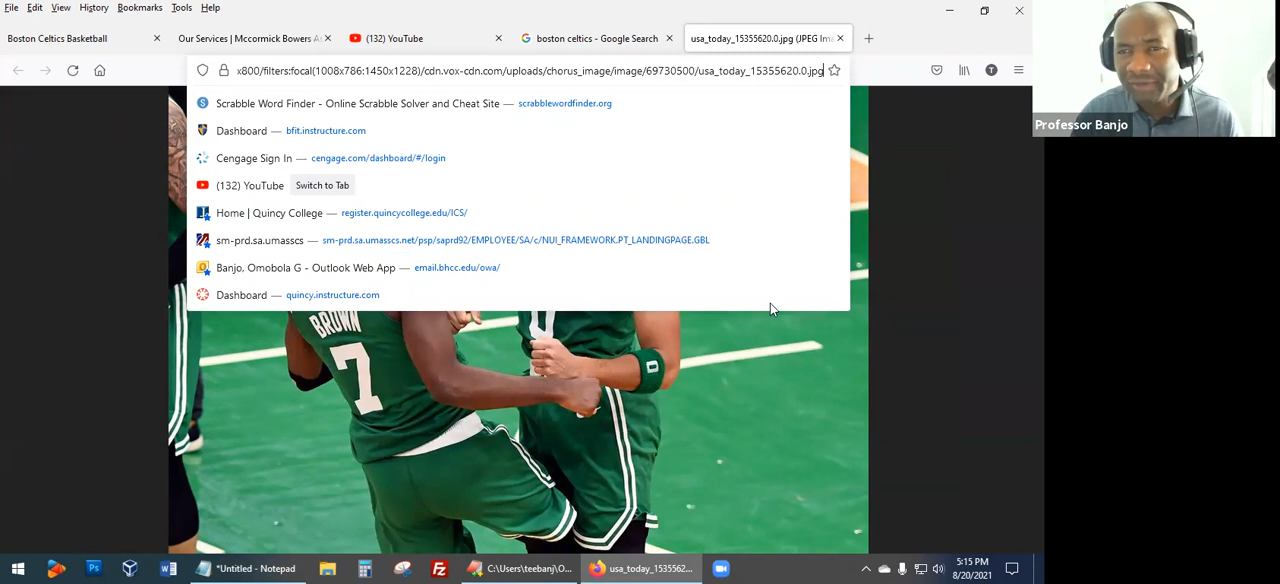 File Edit View History Bookmarks Tools Help
Boston Celtics Basketball
Our Services | Mccormick Bowers A
(132) YouTube
boston celtics - Google Search
usa_today_15355620.0.jpg (JPEG Ima
x800/filters:focal(1008x786:1450x1228)/cdn.vox-cdn.com/uploads/chorus_image/image/69730500/usa_today_15355620.0.jpg
T
Scrabble Word Finder - Online Scrabble Solver and Cheat Site — scrabblewordfinder.org
Dashboard — bfit.instructure.com
Cengage Sign In — cengage.com/dashboard/#/login
(132) YouTube Switch to Tab
Home | Quincy College — register.quincycollege.edu/ICS/
sm-prd.sa.umasscs — sm-prd.sa.umasscs.net/psp/saprd92/EMPLOYEE/SA/c/NUI_FRAMEWORK.PT_LANDINGPAGE.GBL
Banjo, Omobola G - Outlook Web App — email.bhcc.edu/owa/
Dashboard — quincy.instructure.com
Professor Banjo
BROWN
7
*Untitled - Notepad
C:\Users\teebanj\O...
usa_today_1535562...
5:15 PM
8/20/2021